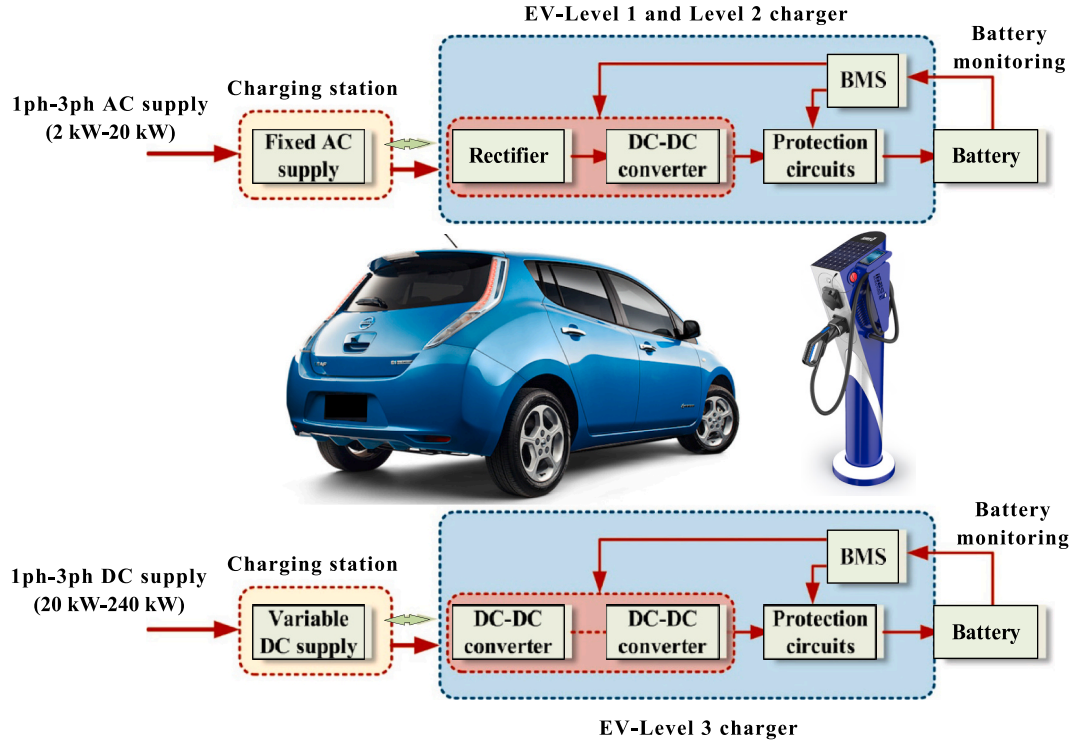 EV-Level 1 and Level 2 charger
Battery
monitoring
Charging station
1ph-3ph AC supply
(2 kW-20 kW)
BMS
Fixed AC
supply
Rectifier
DC-DC
converter
Protection
circuits
Battery
Battery
monitoring
Charging station
1ph-3ph DC supply
(20 kW-240 kW)
BMS
Variable
DC supply
DC-DC
converter
DC-DC
converter
Protection
circuits
Battery
EV-Level 3 charger